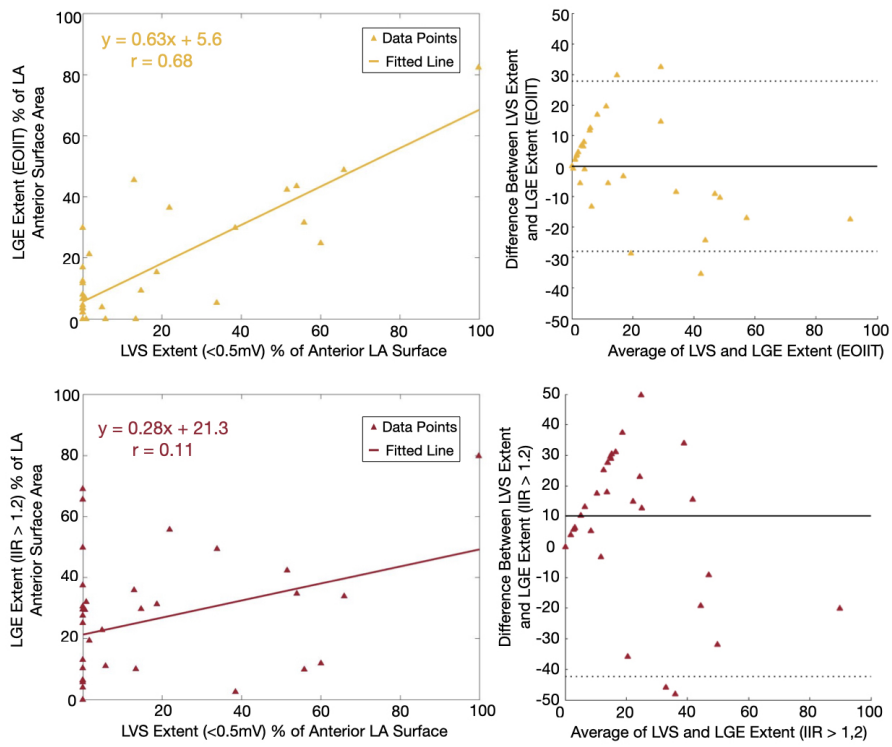 100
80
60
40
20
0
LGE Extent (EOIIT) % of LA
Anterior Surface Area
y = 0.63x + 5.6
r = 0.68
Data Points
Fitted Line
20
40
60
80
100
LVS Extent (<0.5mV) % of Anterior LA Surface
50
40
30
20
10
0
-10
-20
-30
-40
-50
Difference Between LVS Extent
and LGE Extent (EOIIT)
0
20
40
60
80
100
Average of LVS and LGE Extent (EOIIT)
100
80
60
40
20
0
LGE Extent (IIR > 1.2) % of LA
Anterior Surface Area
y = 0.28x + 21.3
r = 0.11
Data Points
Fitted Line
20
40
60
80
100
LVS Extent (<0.5mV) % of Anterior LA Surface
50
40
30
20
10
0
-10
-20
-30
-40
-50
Difference Between LVS Extent
and LGE Extent (IIR > 1.2)
0
20
40
60
80
100
Average of LVS and LGE Extent (IIR > 1,2)